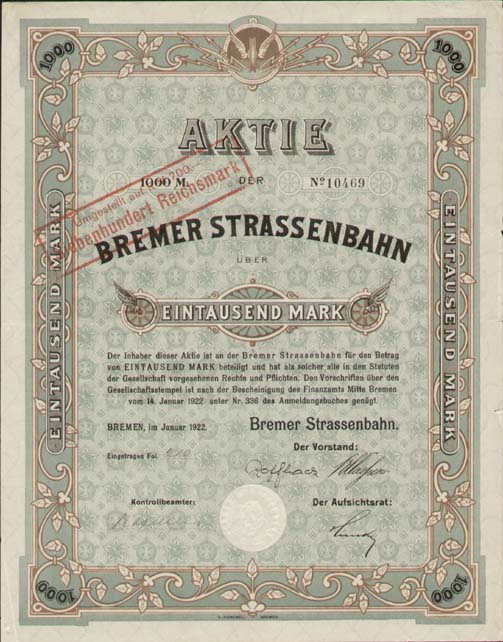 1000
1000
AKTIE
1000 M.
DER
No 10469
Umgestellt auf 700.-
Siebenhundert Reichsmark
BREMER STRASSENBAHN
ÜBER
EINTAUSEND MARK
EINTAUSEND MARK
EINTAUSEND MARK
Der Inhaber dieser Aktie ist an der Bremer Strassenbahn für den Betrag
von EINTAUSEND MARK beteiligt und hat als solcher alle in den Statuten
der Gesellschaft vorgesehenen Rechte und Pflichten. Den Vorschriften über den
Gesellschaftsstempel ist nach der Bescheinigung des Finanzamts Mitte Bremen
vom 14. Januar 1922 unter Nr. 336 des Anmeldungsbuches genügt.
BREMEN, im Januar 1922.
Bremer Strassenbahn.
Der Vorstand:
Eingetragen Fol.
Kontrollbeamter:
Der Aufsichtsrat:
1000
1000
BREMEN